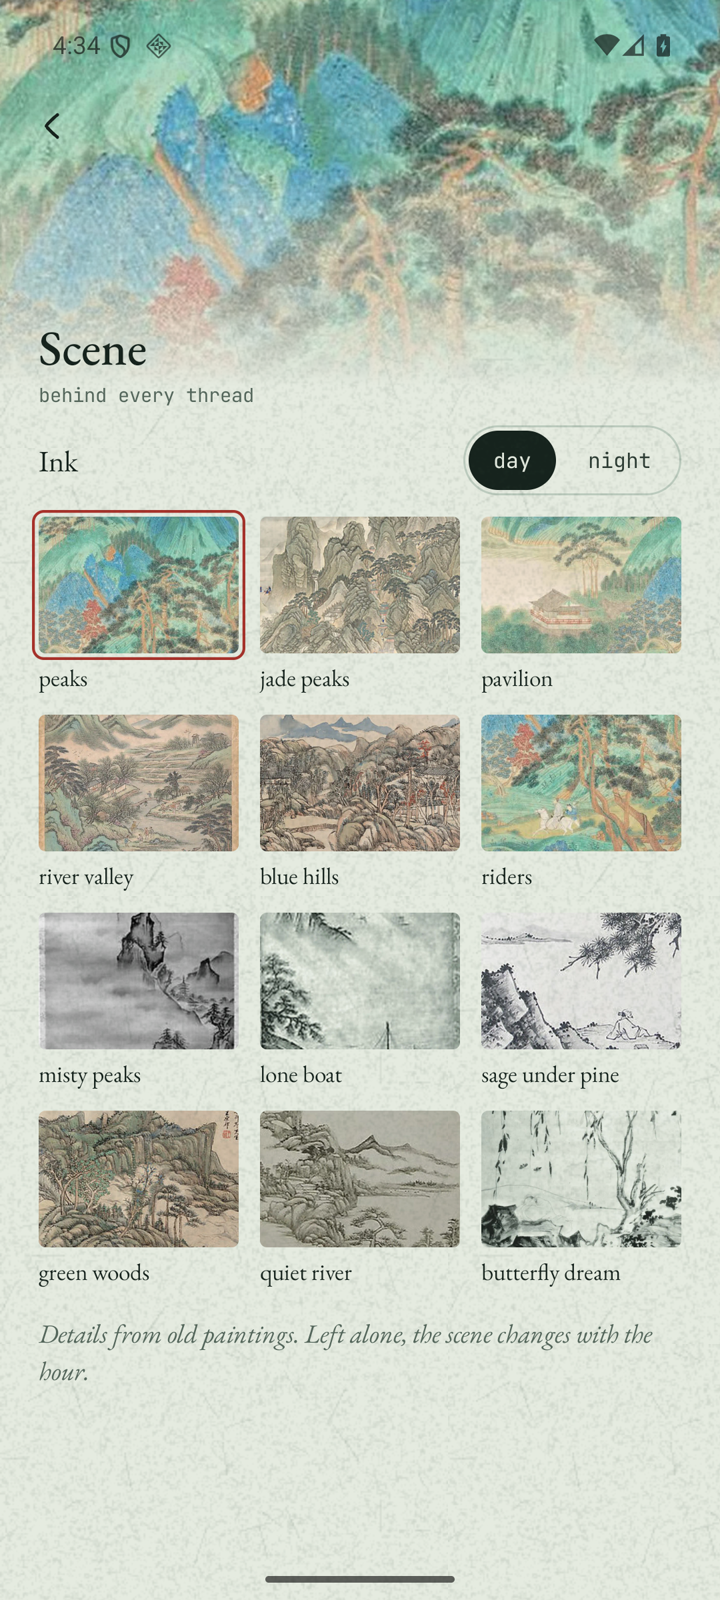 4:34
Scene
behind every thread
Ink
day
night
peaks
jade peaks
pavilion
river valley
blue hills
riders
misty peaks
lone boat
sage under pine
green woods
quiet river
butterfly dream
Details from old paintings. Left alone, the scene changes with the
hour.